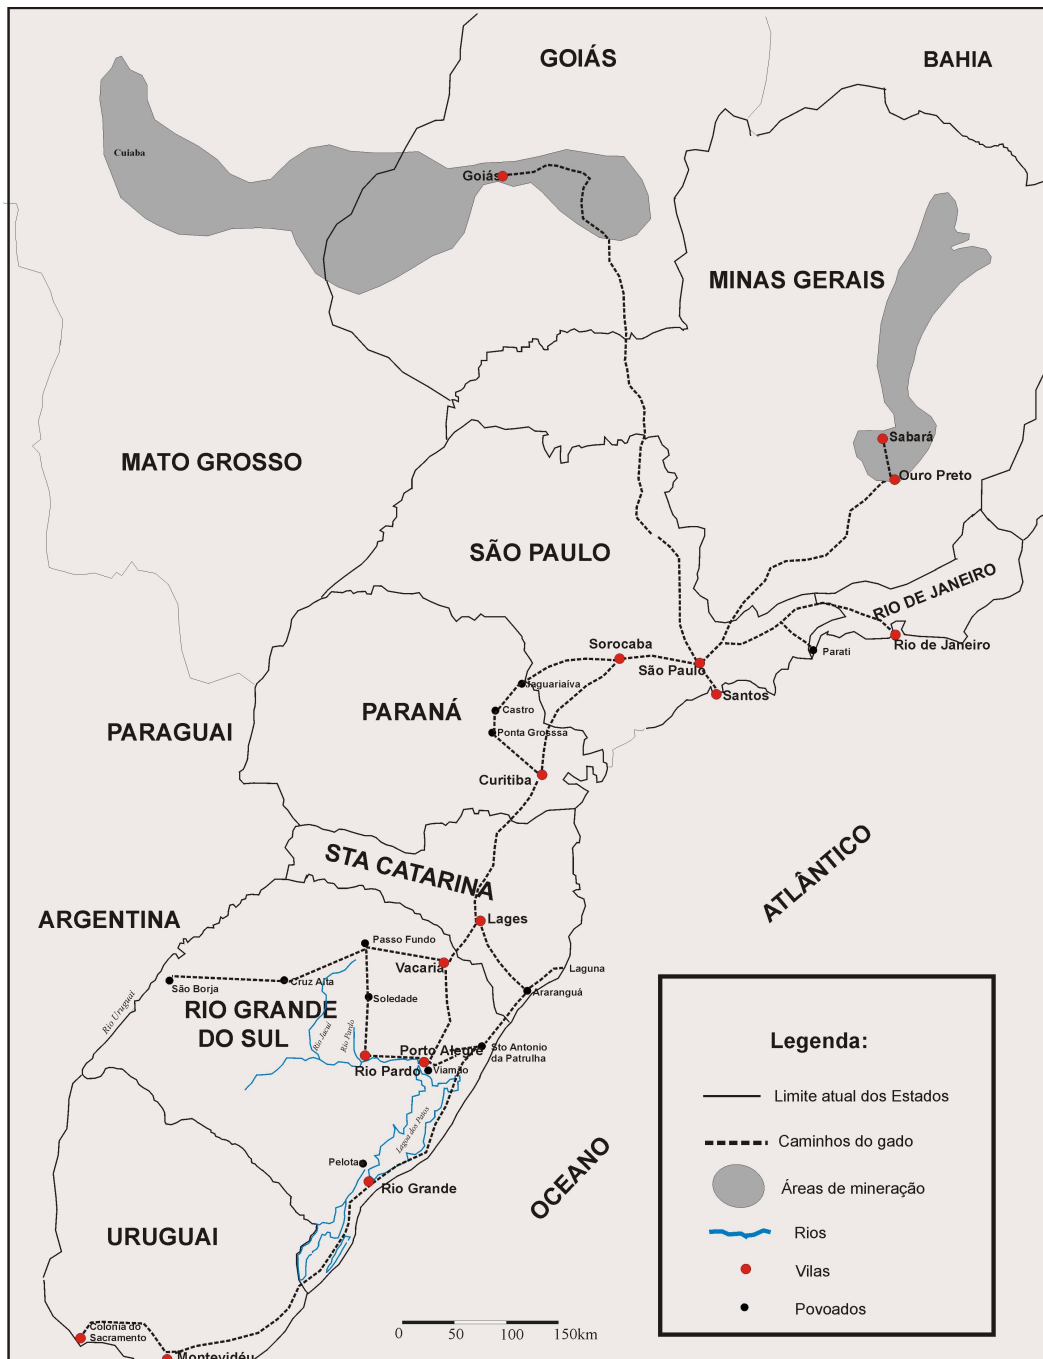 GOIÁS
BAHIA
Cuiaba
Goiás
MINAS GERAIS
Sabará
Ouro Preto
MATO GROSSO
SÃO PAULO
RIO DE JANEIRO
Rio de Janeiro
Parati
Sorocaba
São Paulo
Santos
Jaguariaíva
Castro
Ponta Grosssa
PARANÁ
PARAGUAI
Curitiba
STA CATARINA
ATLÂNTICO
ARGENTINA
Lages
Passo Fundo
Vacaria
Laguna
São Borja
Cruz Alta
Araranguá
Rio Uruguai
Soledade
RIO GRANDE
DO SUL
Rio Jacuí
Rio Pardo
Porto Alegre
Sto Antonio
da Patrulha
Rio Pardo
Viamão
Lagoa dos Patos
Pelota
Rio Grande
OCEANO
URUGUAI
Colonia do
Sacramento
Montevidéu
0 50 100 150km
Legenda:
Limite atual dos Estados
Caminhos do gado
Áreas de mineração
Rios
Vilas
Povoados